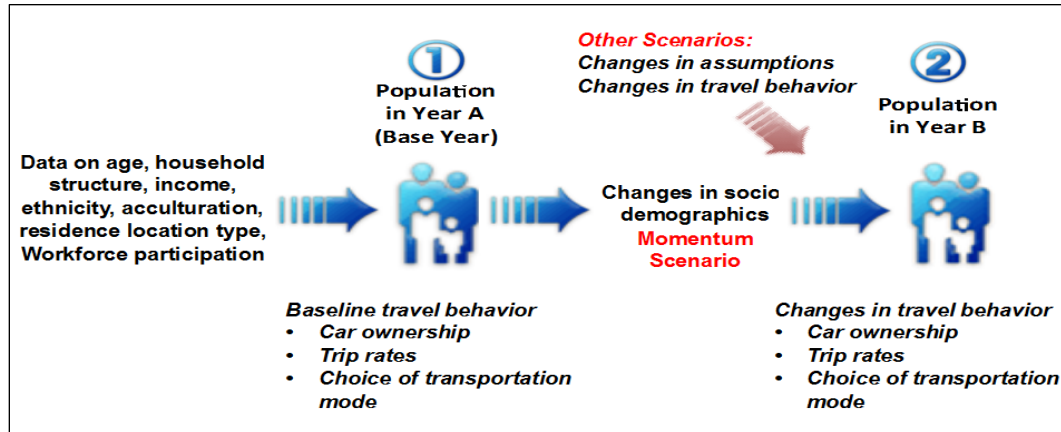 Data on age, household
structure, income,
ethnicity, acculturation,
residence location type,
Workforce participation
1
Population
in Year A
(Base Year)
Baseline travel behavior
• Car ownership
• Trip rates
• Choice of transportation
mode
Other Scenarios:
Changes in assumptions
Changes in travel behavior
Changes in socio
demographics
Momentum
Scenario
2
Population
in Year B
Changes in travel behavior
• Car ownership
• Trip rates
• Choice of transportation
mode